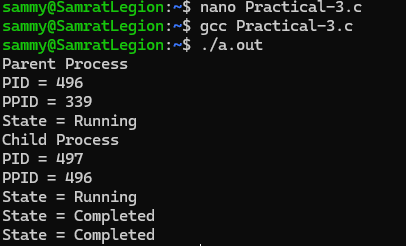 sammy@SamratLegion:~$ nano Practical-3.c
sammy@SamratLegion:~$ gcc Practical-3.c
sammy@SamratLegion:~$ ./a.out
Parent Process
PID = 496
PPID = 339
State = Running
Child Process
PID = 497
PPID = 496
State = Running
State = Completed
State = Completed